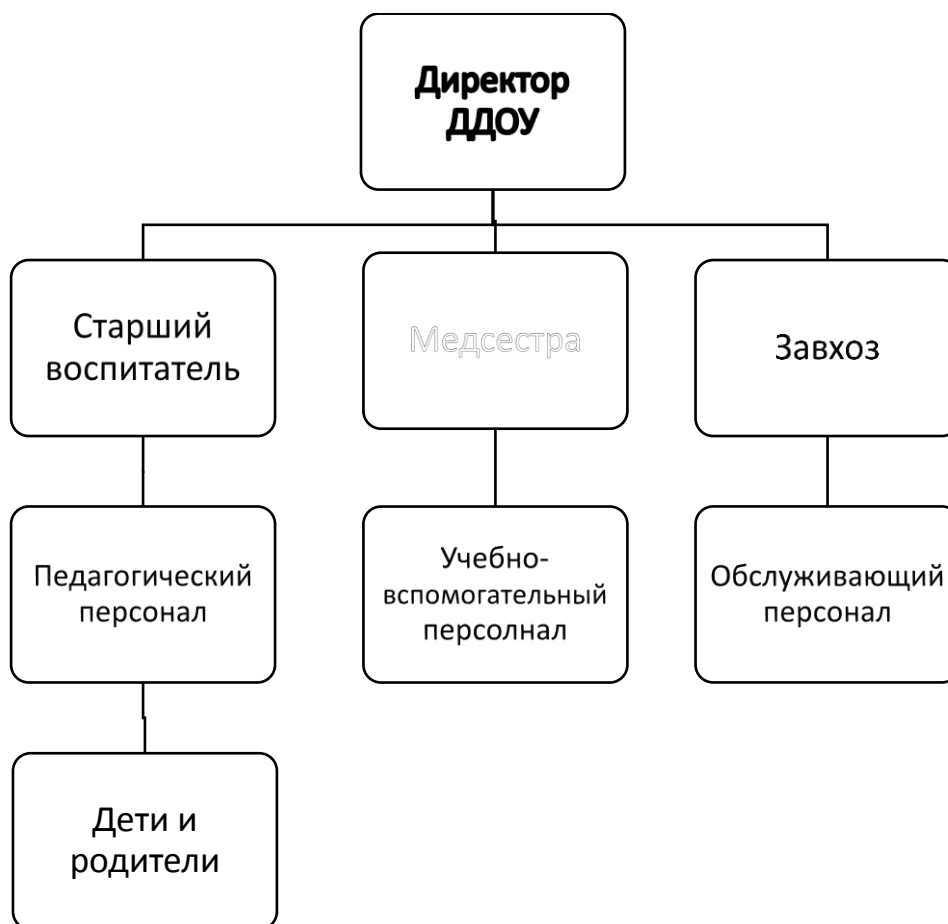 Директор
ДДОУ
Старший
воспитатель
Медсестра
Завхоз
Педагогический
персонал
Учебно-
вспомогательный
персолнал
Обслуживающий
персонал
Дети и
родители